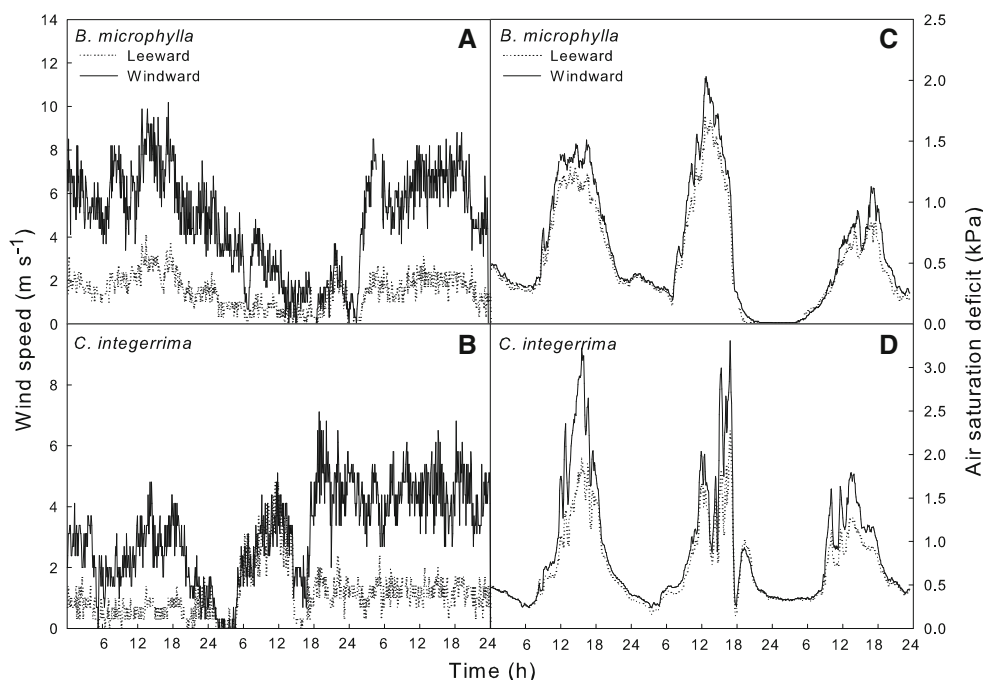 B. microphylla
Leeward
Windward
A
B. microphylla
Leeward
Windward
C
14
12
10
8
6
4
2
0
2.5
2.0
1.5
1.0
0.5
0.0
C. integerrima
B
C. integerrima
D
8
6
4
2
0
3.0
2.5
2.0
1.5
1.0
0.5
0.0
Wind speed (m s-1)
Air saturation deficit (kPa)
6 12 18 24 6 12 18 24 6 12 18 24 6 12 18 24 6 12 18 24 6 12 18 24
Time (h)